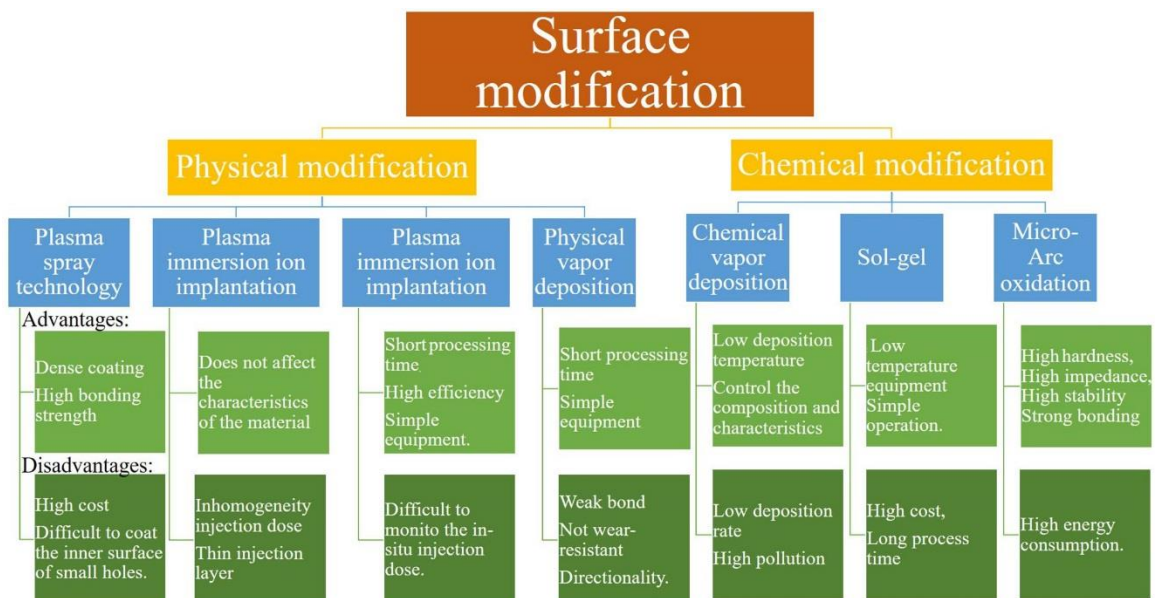 Surface
modification
Physical modification
Chemical modification
Plasma
spray
technology
Plasma
immersion ion
implantation
Plasma
immersion ion
implantation
Physical
vapor
deposition
Chemical
vapor
deposition
Sol-gel
Micro-
Arc
oxidation
Advantages:
Dense coating
High bonding
strength
Does not affect
the
characteristics
of the material
Short processing
time
High efficiency
Simple
equipment.
Short processing
time
Simple
equipment
Low deposition
temperature
Control the
composition and
characteristics
Low
temperature
equipment
Simple
operation.
High hardness,
High impedance,
High stability
Strong bonding
Disadvantages:
High cost
Difficult to coat
the inner surface
of small holes.
Inhomogeneity
injection dose
Thin injection
layer
Difficult to
monito the in-
situ injection
dose.
Weak bond
Not wear-
resistant
Directionality.
Low deposition
rate
High pollution
High cost,
Long process
time
High energy
consumption.